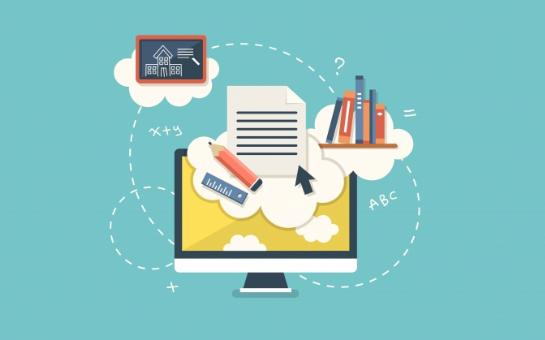 ?
=
x+y
ABC
x